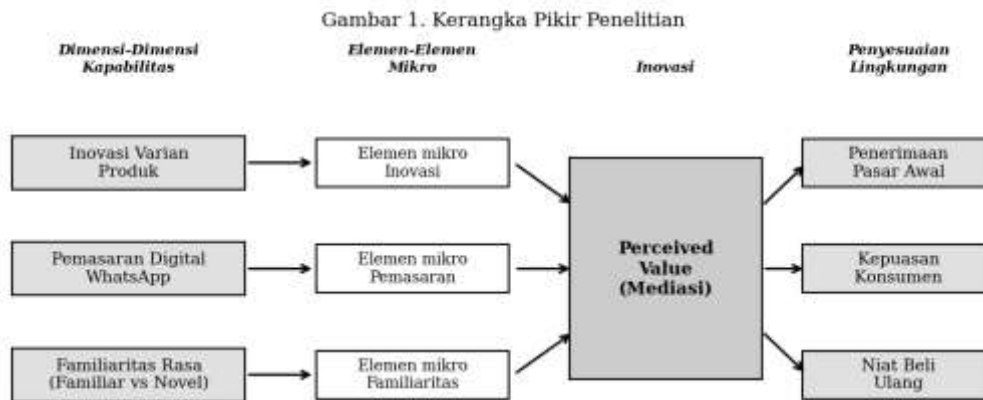 Gambar 1. Kerangka Pikir Penelitian
Dimensi-Dimensi
Kapabilitas
Elemen-Elemen
Mikro
Inovasi
Penyesuaian
Lingkungan
Inovasi Varian
Produk
Elemen mikro
Inovasi
Penerimaan
Pasar Awal
Pemasaran Digital
WhatsApp
Elemen mikro
Pemasaran
Perceived
Value
(Mediasi)
Kepuasan
Konsumen
Familiaritas Rasa
(Familiar vs Novel)
Elemen mikro
Familiaritas
Niat Beli
Ulang